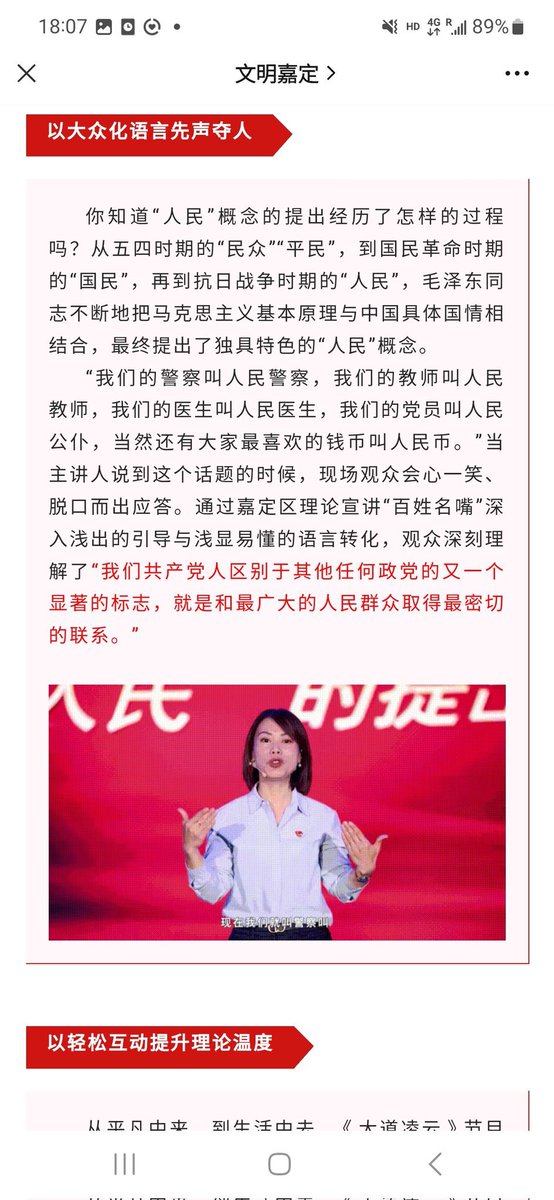 18:07
HD 4G R 89%
文明嘉定
以大众化语言先声夺人
你知道“人民”概念的提出经历了怎样的过程
吗？从五四时期的“民众”“平民”，到国民革命时期
的“国民”，再到抗日战争时期的“人民”，毛泽东同
志不断地把马克思主义基本原理与中国具体国情相
结合，最终提出了独具特色的“人民”概念。
“我们的警察叫人民警察，我们的教师叫人民
教师，我们的医生叫人民医生，我们的党员叫人民
公仆，当然还有大家最喜欢的钱币叫人民币。”当
主讲人说到这个话题的时候，现场观众会心一笑、
脱口而出应答。通过嘉定区理论宣讲“百姓名嘴”深
入浅出的引导与浅显易懂的语言转化，观众深刻理
解了“我们共产党人区别于其他任何政党的又一个
显著的标志，就是和最广大的人民群众取得最密切
的联系。”
人民 的提出
现在我们就叫警察叫
以轻松互动提升理论温度
从平凡中来，到生活中去，《大道凌云》节目